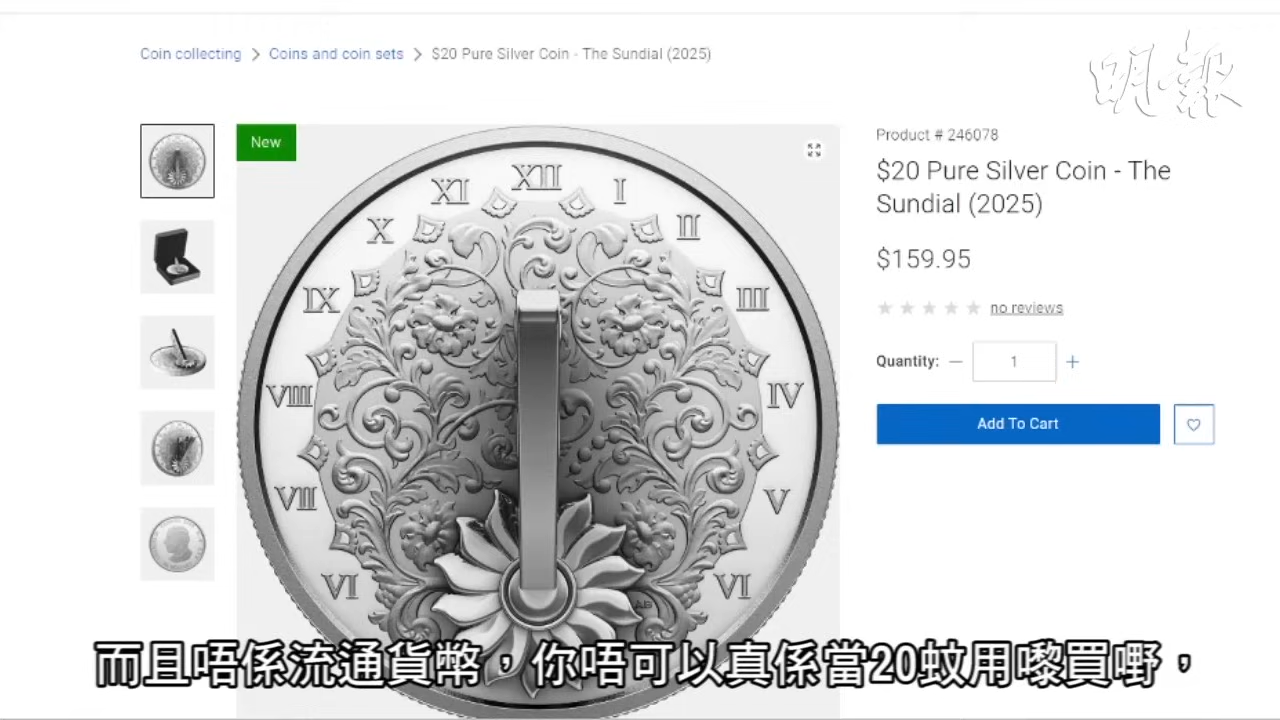 Coin collecting > Coins and coin sets > $20 Pure Silver Coin - The Sundial (2025)
明報
New
Product # 246078
$20 Pure Silver Coin - The
Sundial (2025)
$159.95
no reviews
Quantity: — 1 +
Add To Cart
XII
XI I
X II
IX III
VIII IV
VII V
VI VI
AB
而且唔係流通貨幣，你唔可以真係當20蚊用嚟買嘢，